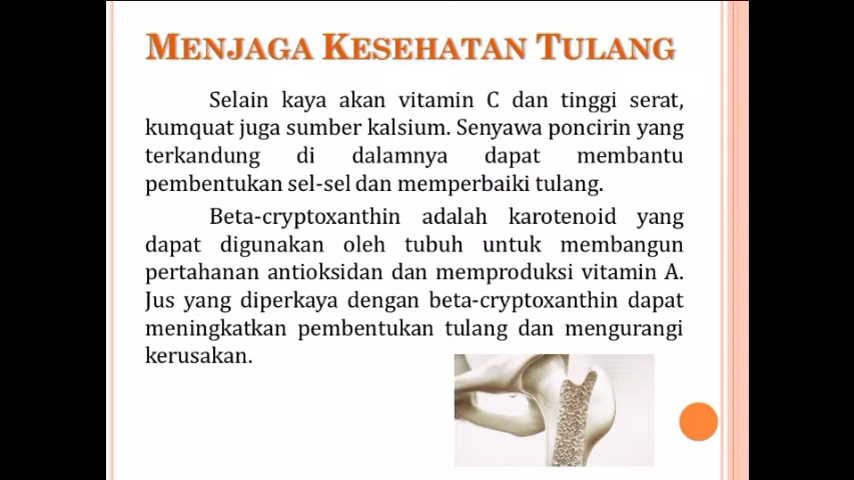 MENJAGA KESEHATAN TULANG
Selain kaya akan vitamin C dan tinggi serat,
kumquat juga sumber kalsium. Senyawa poncirin yang
terkandung di dalamnya dapat membantu
pembentukan sel-sel dan memperbaiki tulang.
Beta-cryptoxanthin adalah karotenoid yang
dapat digunakan oleh tubuh untuk membangun
pertahanan antioksidan dan memproduksi vitamin A.
Jus yang diperkaya dengan beta-cryptoxanthin dapat
meningkatkan pembentukan tulang dan mengurangi
kerusakan.